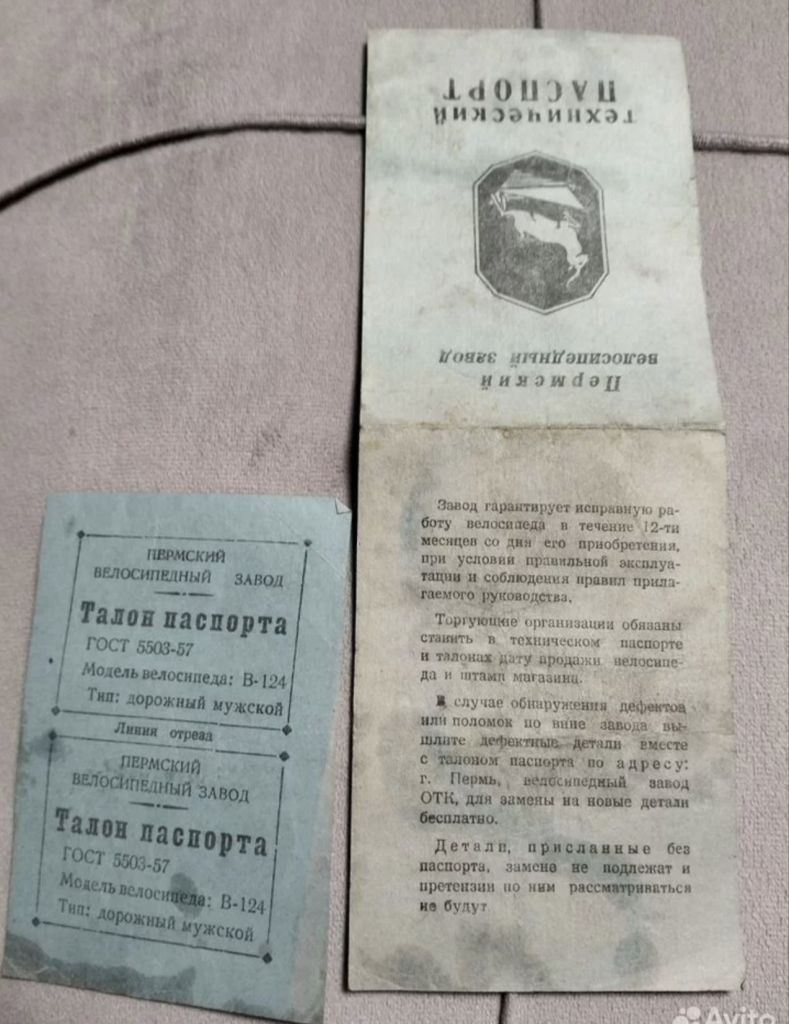 технический
ПАСПОРТ
Пермский
велосипедный завод
Завод гарантирует исправную ра-
боту велосипеда в течение 12-ти
месяцев со дня его приобретения,
при условии правильной эксплуа-
тации и соблюдения правил прила-
гаемого руководства.
Торгующие организации обязаны
ставить в техническом паспорте
и талонах дату продажи велосипе-
да и штамп магазина.
В случае обнаружения дефектов
или поломок по вине завода вы-
шлите дефектные детали вместе
с талоном паспорта по адресу:
г. Пермь, велосипедный завод
ОТК, для замены на новые детали
бесплатно.
Детали, присланные без
паспорта, замене не подлежат и
претензии по ним рассматриваться
не будут
ПЕРМСКИЙ
ВЕЛОСИПЕДНЫЙ ЗАВОД
Талон паспорта
ГОСТ 5503-57
Модель велосипеда: В-124
Тип: дорожный мужской
Линия отреза
ПЕРМСКИЙ
ВЕЛОСИПЕДНЫЙ ЗАВОД
Талон паспорта
ГОСТ 5503-57
Модель велосипеда: В-124
Тип: дорожный мужской
Avito